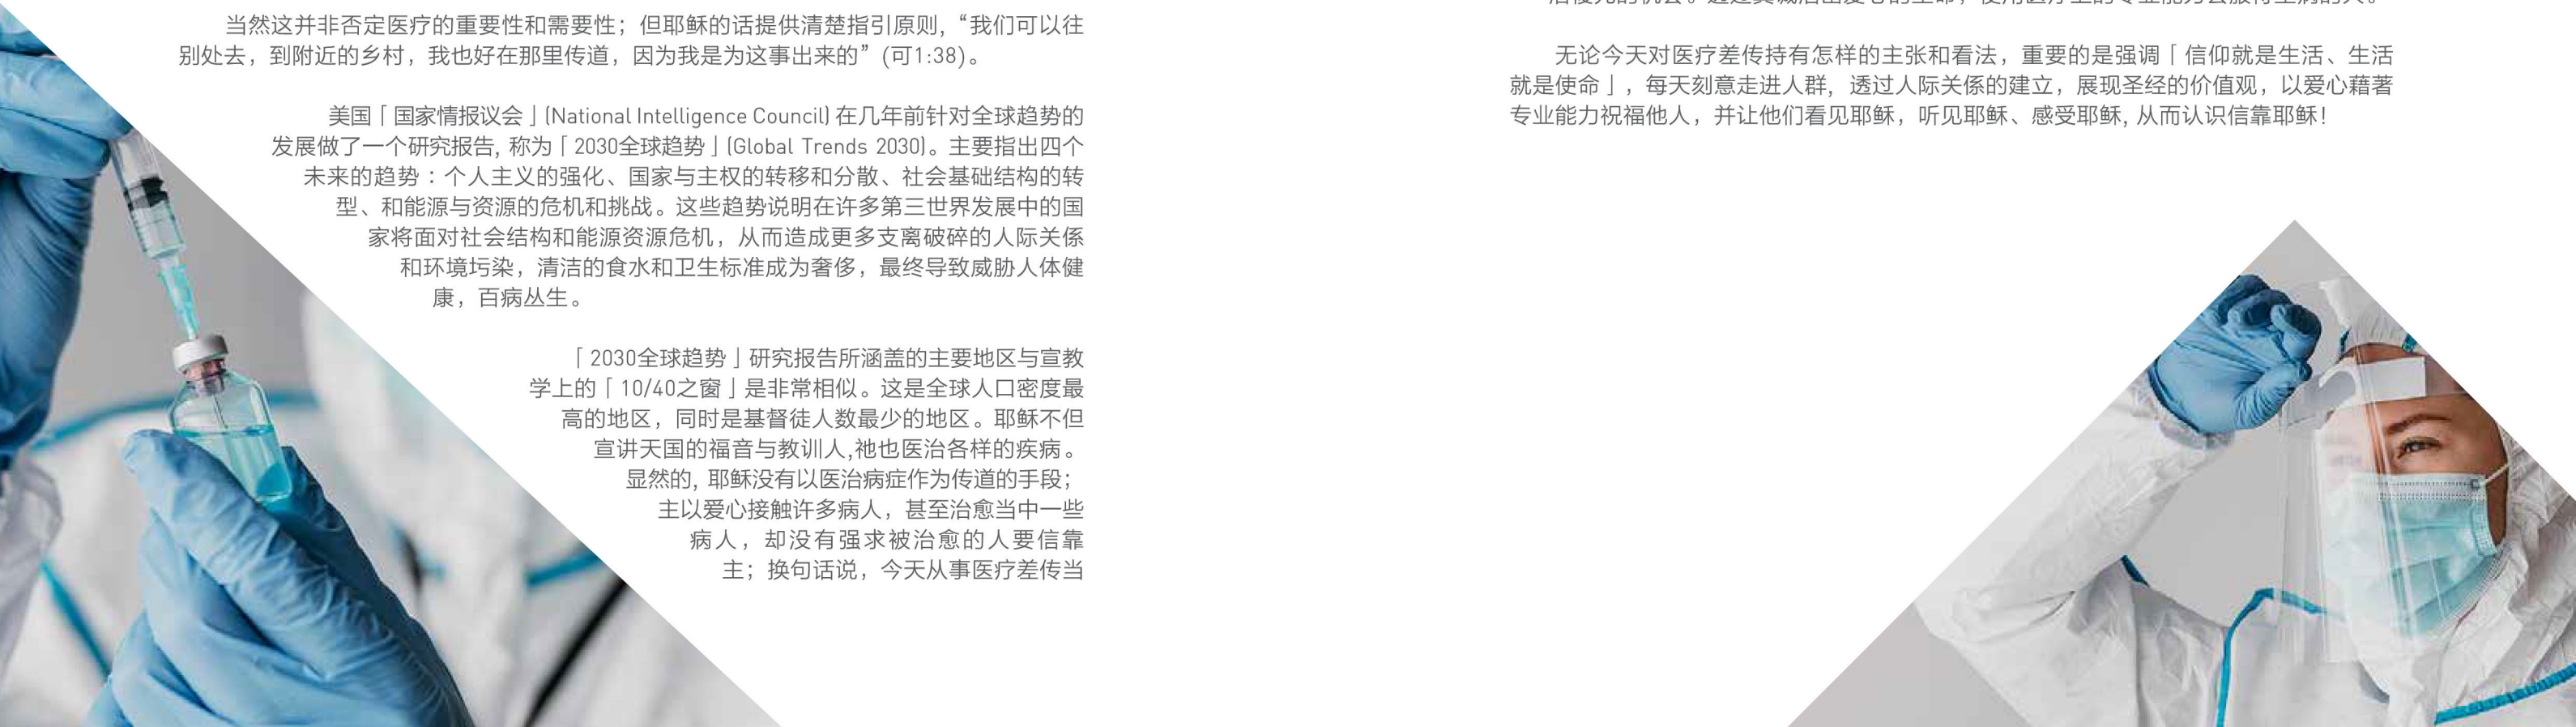 当然这并非否定医疗的重要性和需要性；但耶稣的话提供清楚指引原则，“我们可以往
别处去，到附近的乡村，我也好在那里传道，因为我是为这事出来的”（可1:38）。
美国「国家情报议会」(National Intelligence Council) 在几年前针对全球趋势的
发展做了一个研究报告, 称为「2030全球趋势」(Global Trends 2030)。主要指出四个
未来的趋势：个人主义的强化、国家与主权的转移和分散、社会基础结构的转
型、和能源与资源的危机和挑战。这些趋势说明在许多第三世界发展中的国
家将面对社会结构和能源资源危机，从而造成更多支离破碎的人际关係
和环境圬染，清洁的食水和卫生标准成为奢侈，最终导致威胁人体健
康，百病丛生。
「2030全球趋势」研究报告所涵盖的主要地区与宣教
学上的「10/40之窗」是非常相似。这是全球人口密度最
高的地区，同时是基督徒人数最少的地区。耶稣不但
宣讲天国的福音与教训人,祂也医治各样的疾病。
显然的, 耶稣没有以医治病症作为传道的手段；
主以爱心接触许多病人，甚至治愈当中一些
病人，却没有强求被治愈的人要信靠
主；换句话说，今天从事医疗差传当
无论今天对医疗差传持有怎样的主张和看法，重要的是强调「信仰就是生活、生活
就是使命」，每天刻意走进人群，透过人际关係的建立，展现圣经的价值观，以爱心藉著
专业能力祝福他人，并让他们看见耶稣，听见耶稣、感受耶稣, 从而认识信靠耶稣！